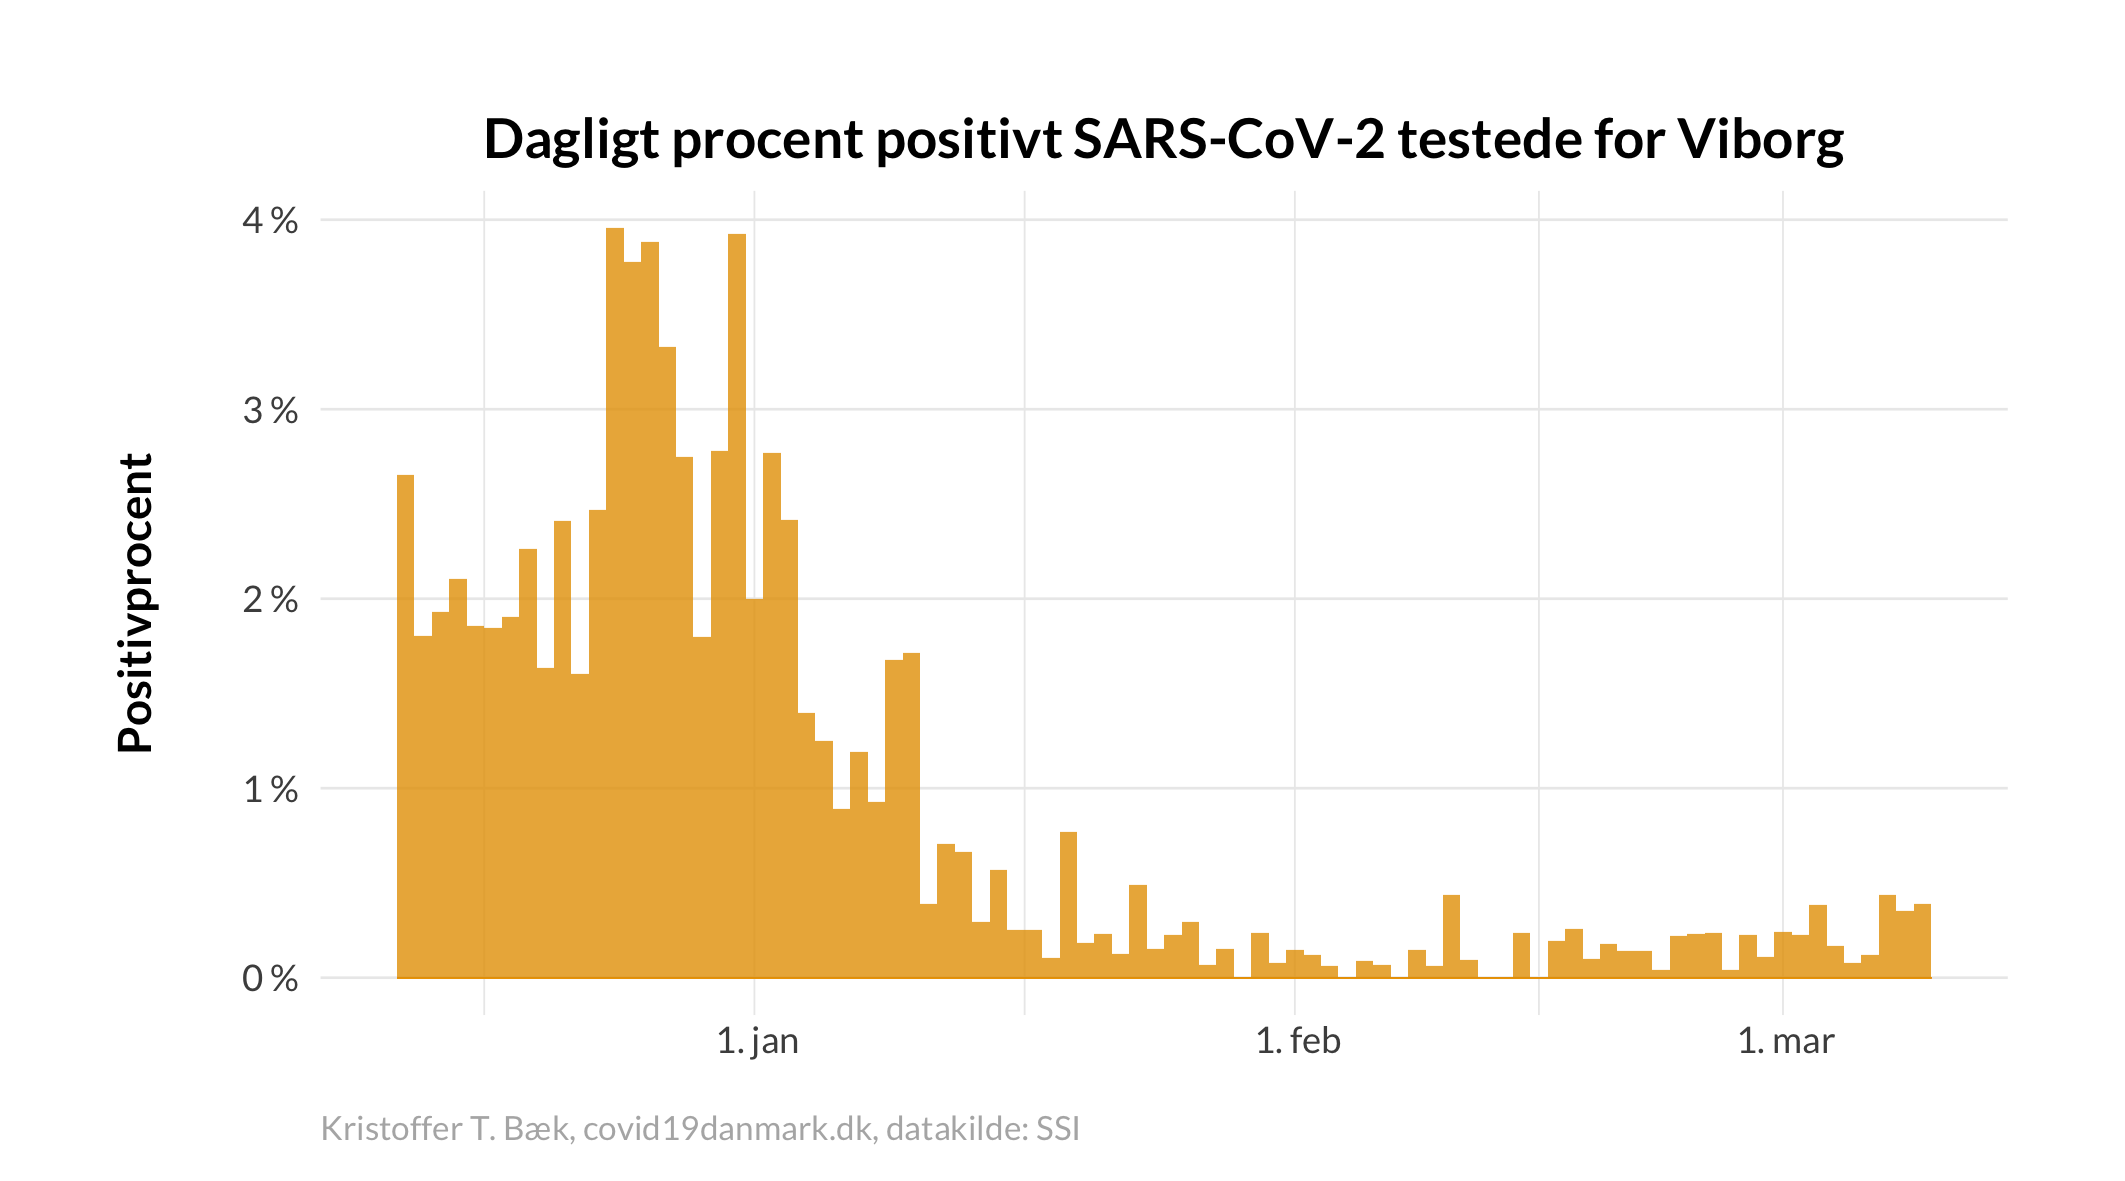 Dagligt procent positivt SARS-CoV-2 testede for Viborg
4 %
3 %
2 %
1 %
0 %
Positivprocent
1. jan
1. feb
1. mar
Kristoffer T. Bæk, covid19danmark.dk, datakilde: SSI